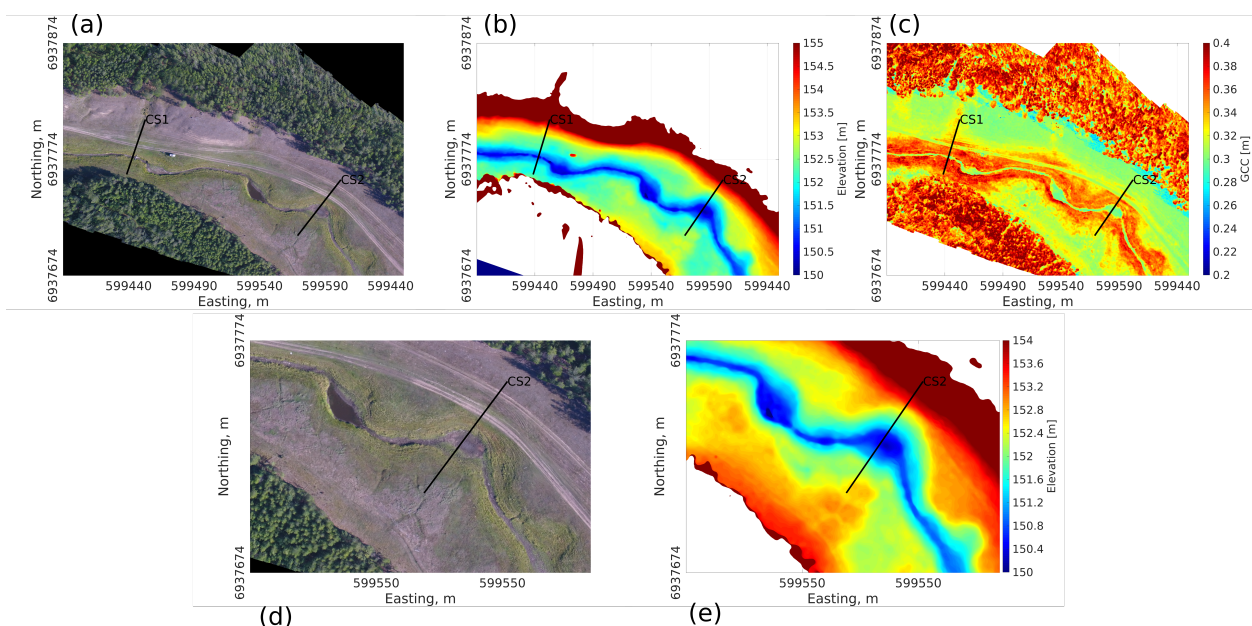 (a)
(b)
(c)
6937874
6937774
6937674
Northing, m
CS1
CS2
599440
599490
599540
599590
599440
Easting, m
6937874
6937774
6937674
Northing, m
CS1
CS2
599440
599490
599540
599590
599440
Easting, m
155
154.5
154
153.5
153
152.5
152
151.5
151
150.5
150
Elevation [m]
6937874
6937774
6937674
Northing, m
CS1
CS2
599440
599490
599540
599590
599440
Easting, m
0.4
0.38
0.36
0.34
0.32
0.3
0.28
0.26
0.24
0.22
0.2
GCC [m]
6937774
6937674
Northing, m
CS2
599550
599550
Easting, m
(d)
6937774
6937674
Northing, m
CS2
599550
599550
Easting, m
154
153.6
153.2
152.8
152.4
152
151.6
151.2
150.8
150.4
150
Elevation [m]
(e)